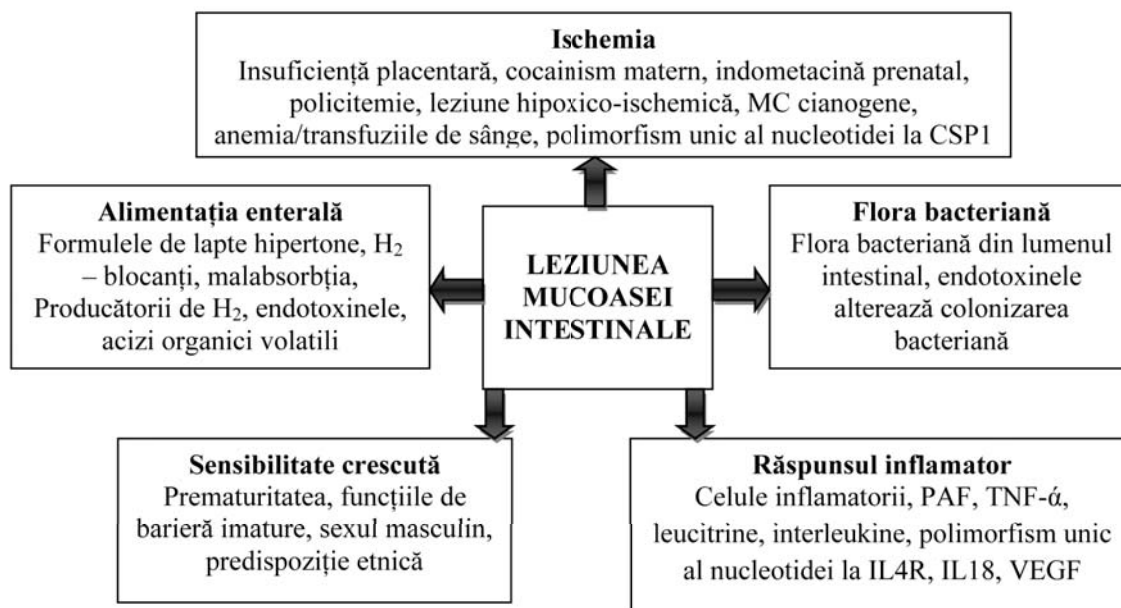 Ischemia
Insuficiență placentară, cocainism matern, indometacină prenatal,
policitemie, leziune hipoxico-ischemică, MC cianogene,
anemia/transfuziile de sânge, polimorfism unic al nucleotidei la CSP1
Alimentația enterală
Formulele de lapte hipertone, H₂
– blocanți, malabsorbția,
Producătorii de H₂, endotoxinele,
acizi organici volatili
LEZIUNEA
MUCOASEI
INTESTINALE
Flora bacteriană
Flora bacteriană din lumenul
intestinal, endotoxinele
alterează colonizarea
bacteriană
Sensibilitate crescută
Prematuritatea, funcțiile de
barieră imature, sexul masculin,
predispoziție etnică
Răspunsul inflamator
Celule inflamatorii, PAF, TNF-ά,
leucitrine, interleukine, polimorfism unic
al nucleotidei la IL4R, IL18, VEGF